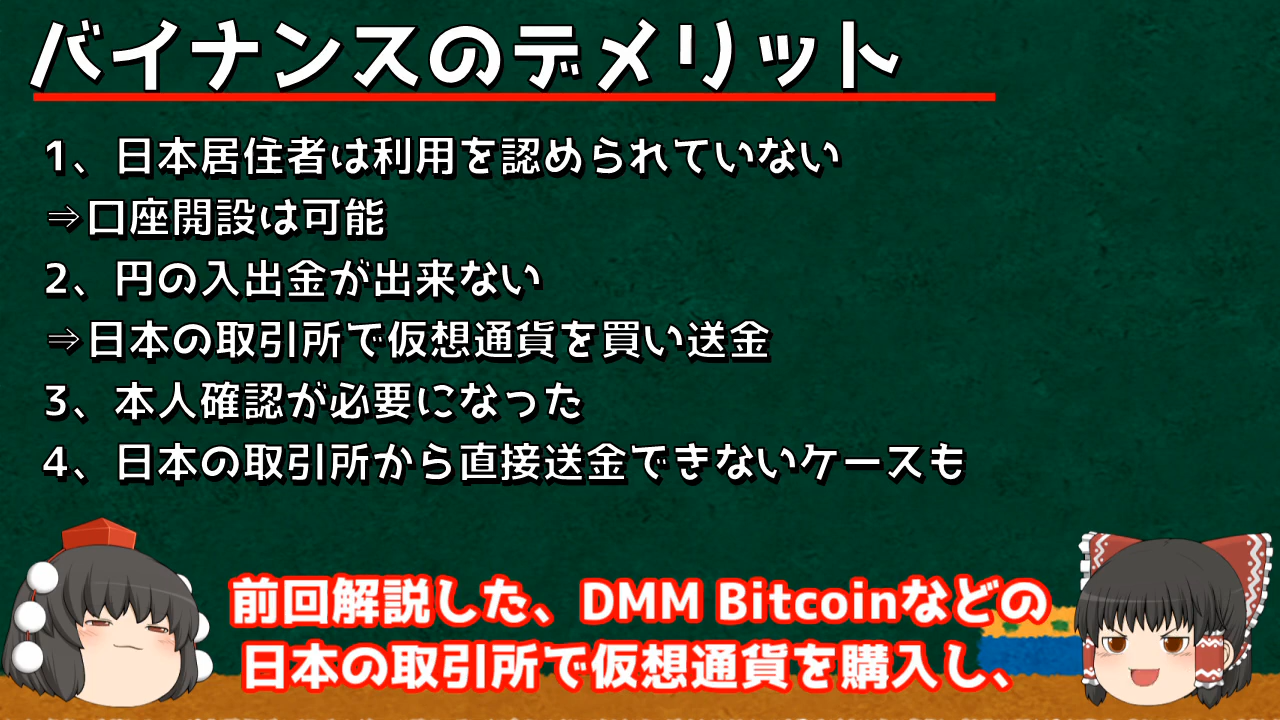 バイナンスのデメリット
1、日本居住者は利用を認められていない
⇒口座開設は可能
2、円の入出金が出来ない
⇒日本の取引所で仮想通貨を買い送金
3、本人確認が必要になった
4、日本の取引所から直接送金できないケースも
前回解説した、DMM Bitcoinなどの
日本の取引所で仮想通貨を購入し、